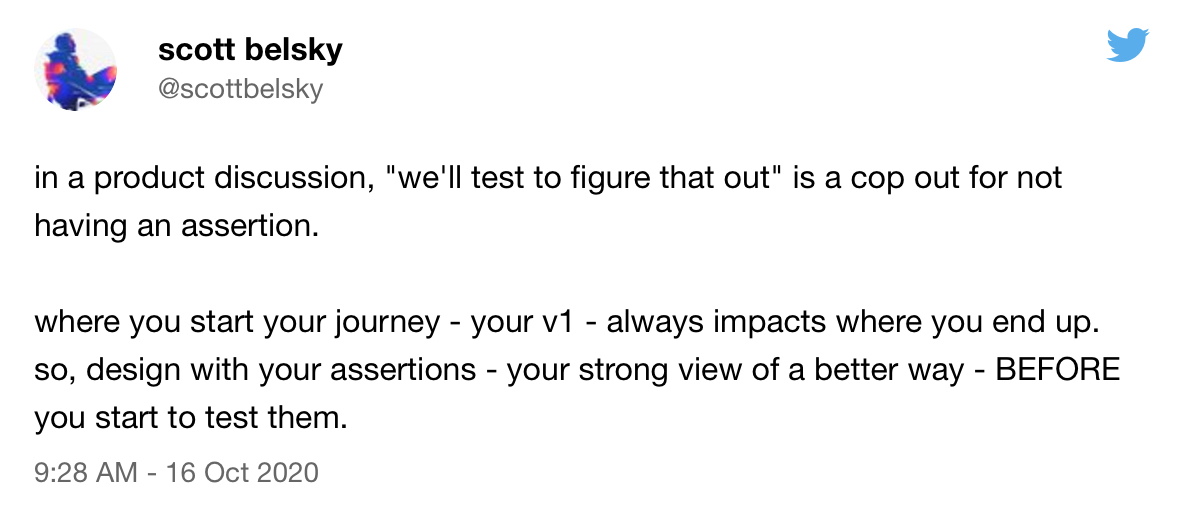 scott belsky
@scottbelsky
in a product discussion, "we'll test to figure that out" is a cop out for not
having an assertion.
where you start your journey - your v1 - always impacts where you end up.
so, design with your assertions - your strong view of a better way - BEFORE
you start to test them.
9:28 AM - 16 Oct 2020